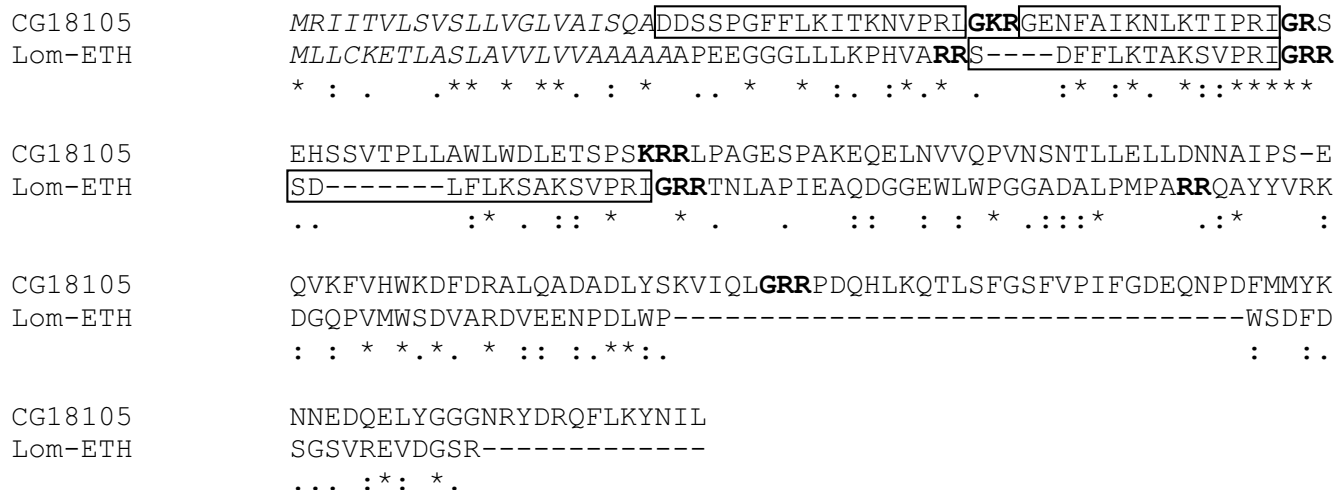 CG18105 MRIITVLSVSLLVGLVAISQADDSSPGFFLKITKNVPRLGKRGENFAIKNLKTIPRIGRS
Lom-ETH MLLCKETLASLAVVLVVAAAAAAPEEGGGLLLKPHVARRS----DFFLKTAKSVPRIGRR
* : . .** * **. : * .. * * :. :*.* . :* :*. *::*****
CG18105 EHSSVTPLLAWLWDLETSPSKRRLPAGESPAKEQELNVVQPVNSNTLLELLDNNAIPS-E
Lom-ETH SD-------LFLKSAKSVPRIGRRTNLAPIEAQDGGEWLWPGGADALPMPARRQAYYVRK
.. :* . :: * * . . :: : : * .:::* .:* :
CG18105 QVKFVHWKDFDRALQADADLYSKVIQLGRRPDQHLKQTLSFGSFVPIFGDEQNPDFMMYK
Lom-ETH DGQPVMWSDVARDVEENPDLWP------------------------------WSDFD
: : * *.*. * :: :.**:. : :.
CG18105 NNEDQELYGGGNRYDRQFLKYNIL
Lom-ETH SGSVREVDGSR-------------
... :*: *.